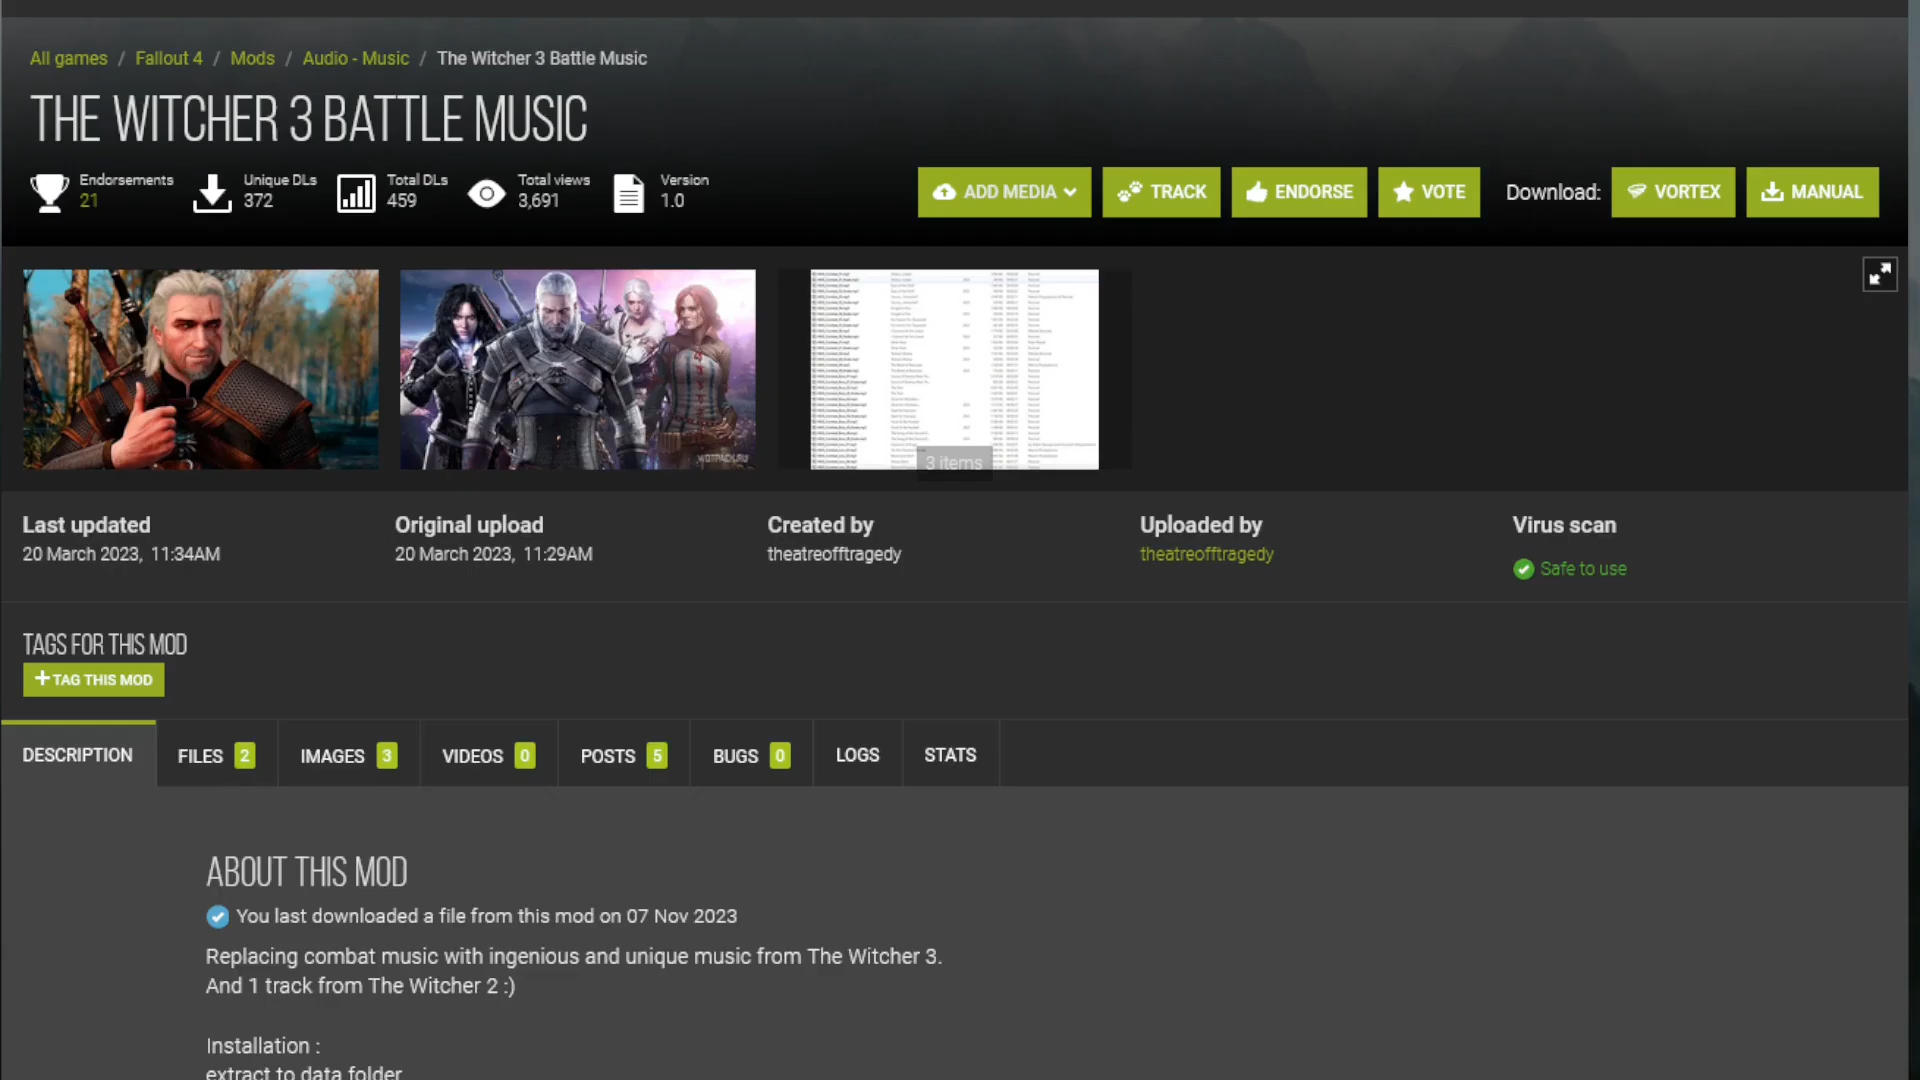 All games / Fallout 4 / Mods / Audio - Music / The Witcher 3 Battle Music
THE WITCHER 3 BATTLE MUSIC
Endorsements
21
Unique DLs
372
Total DLs
459
Total views
3,691
Version
1.0
ADD MEDIA
TRACK
ENDORSE
VOTE
Download:
VORTEX
MANUAL
WOTPACK.RU
3 items
Last updated
20 March 2023, 11:34AM
Original upload
20 March 2023, 11:29AM
Created by
theatreofftragedy
Uploaded by
theatreofftragedy
Virus scan
Safe to use
TAGS FOR THIS MOD
+ TAG THIS MOD
DESCRIPTION
FILES 2
IMAGES 3
VIDEOS 0
POSTS 5
BUGS 0
LOGS
STATS
ABOUT THIS MOD
You last downloaded a file from this mod on 07 Nov 2023
Replacing combat music with ingenious and unique music from The Witcher 3.
And 1 track from The Witcher 2 :)
Installation :
extract to data folder